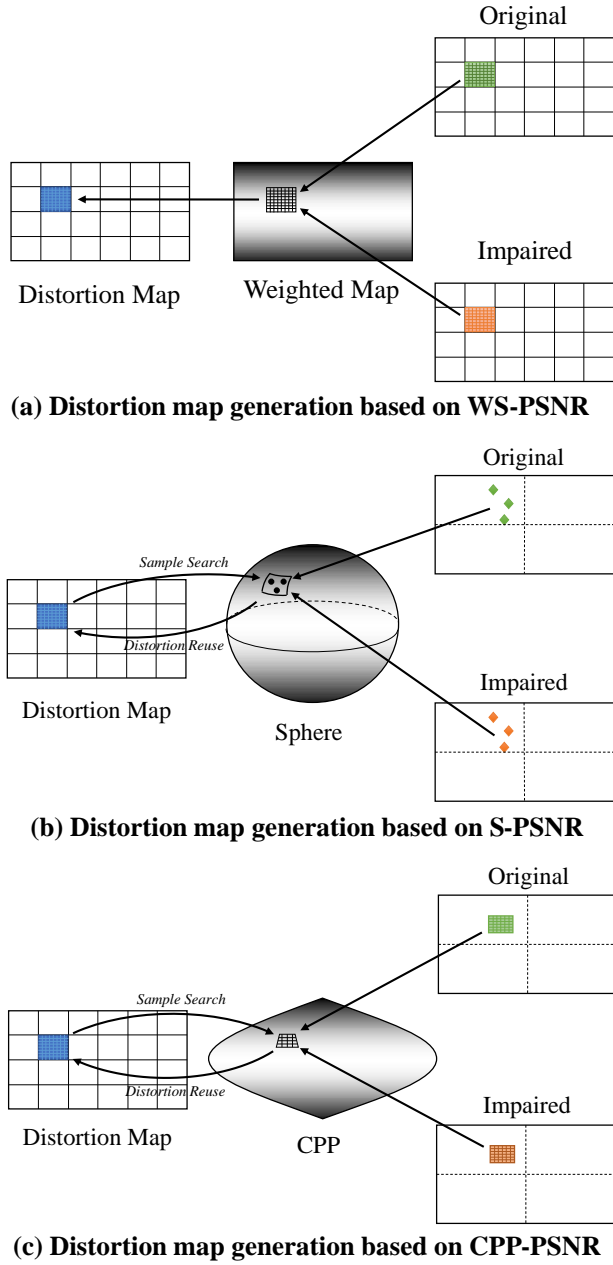 Original
Distortion Map
Weighted Map
Impaired
(a) Distortion map generation based on WS-PSNR
Original
Sample Search
Distortion Reuse
Distortion Map
Sphere
Impaired
(b) Distortion map generation based on S-PSNR
Original
Sample Search
Distortion Reuse
Distortion Map
CPP
Impaired
(c) Distortion map generation based on CPP-PSNR